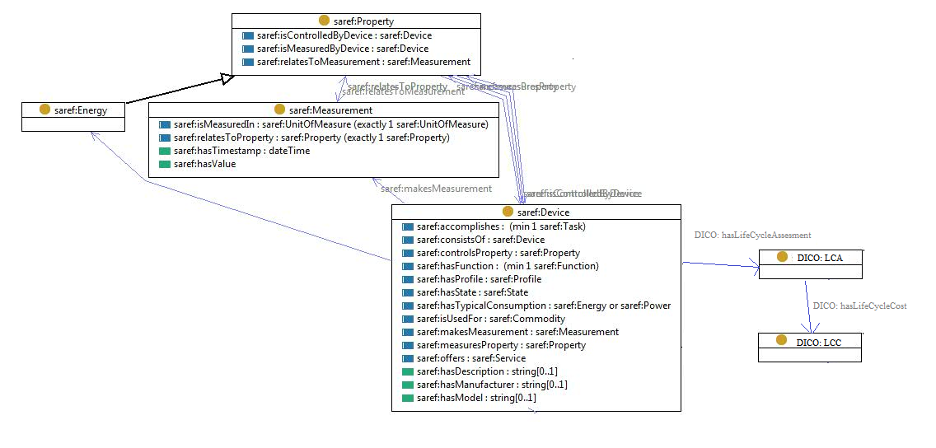 saref:Property
saref:isControlledByDevice : saref:Device
saref:isMeasuredByDevice : saref:Device
saref:relatesToMeasurement : saref:Measurement
saref:relatesToProperty
saref:relatesToMeasurement
saref:Energy
saref:Measurement
saref:isMeasuredIn : saref:UnitOfMeasure (exactly 1 saref:UnitOfMeasure)
saref:relatesToProperty : saref:Property (exactly 1 saref:Property)
saref:hasTimestamp : dateTime
saref:hasValue
saref:makesMeasurement
saref:isControlledByDevice
saref:Device
saref:accomplishes : (min 1 saref:Task)
saref:consistsOf : saref:Device
saref:controlsProperty : saref:Property
saref:hasFunction : (min 1 saref:Function)
saref:hasProfile : saref:Profile
saref:hasState : saref:State
saref:hasTypicalConsumption : saref:Energy or saref:Power
saref:isUsedFor : saref:Commodity
saref:makesMeasurement : saref:Measurement
saref:measuresProperty : saref:Property
saref:offers : saref:Service
saref:hasDescription : string[0..1]
saref:hasManufacturer : string[0..1]
saref:hasModel : string[0..1]
DICO: hasLifeCycleAssesment
DICO: LCA
DICO: hasLifeCycleCost
DICO: LCC